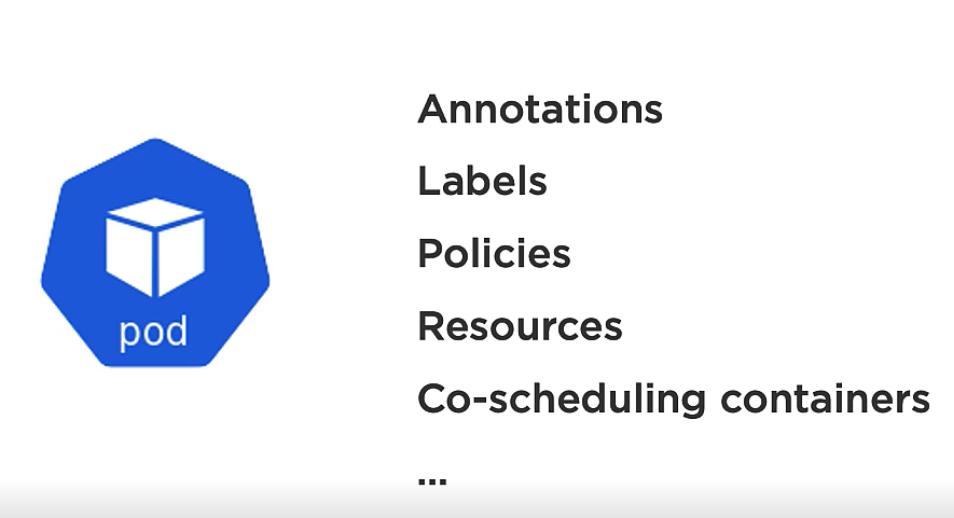 Annotations
Labels
Policies
pod
Resources
Co-scheduling containers
...